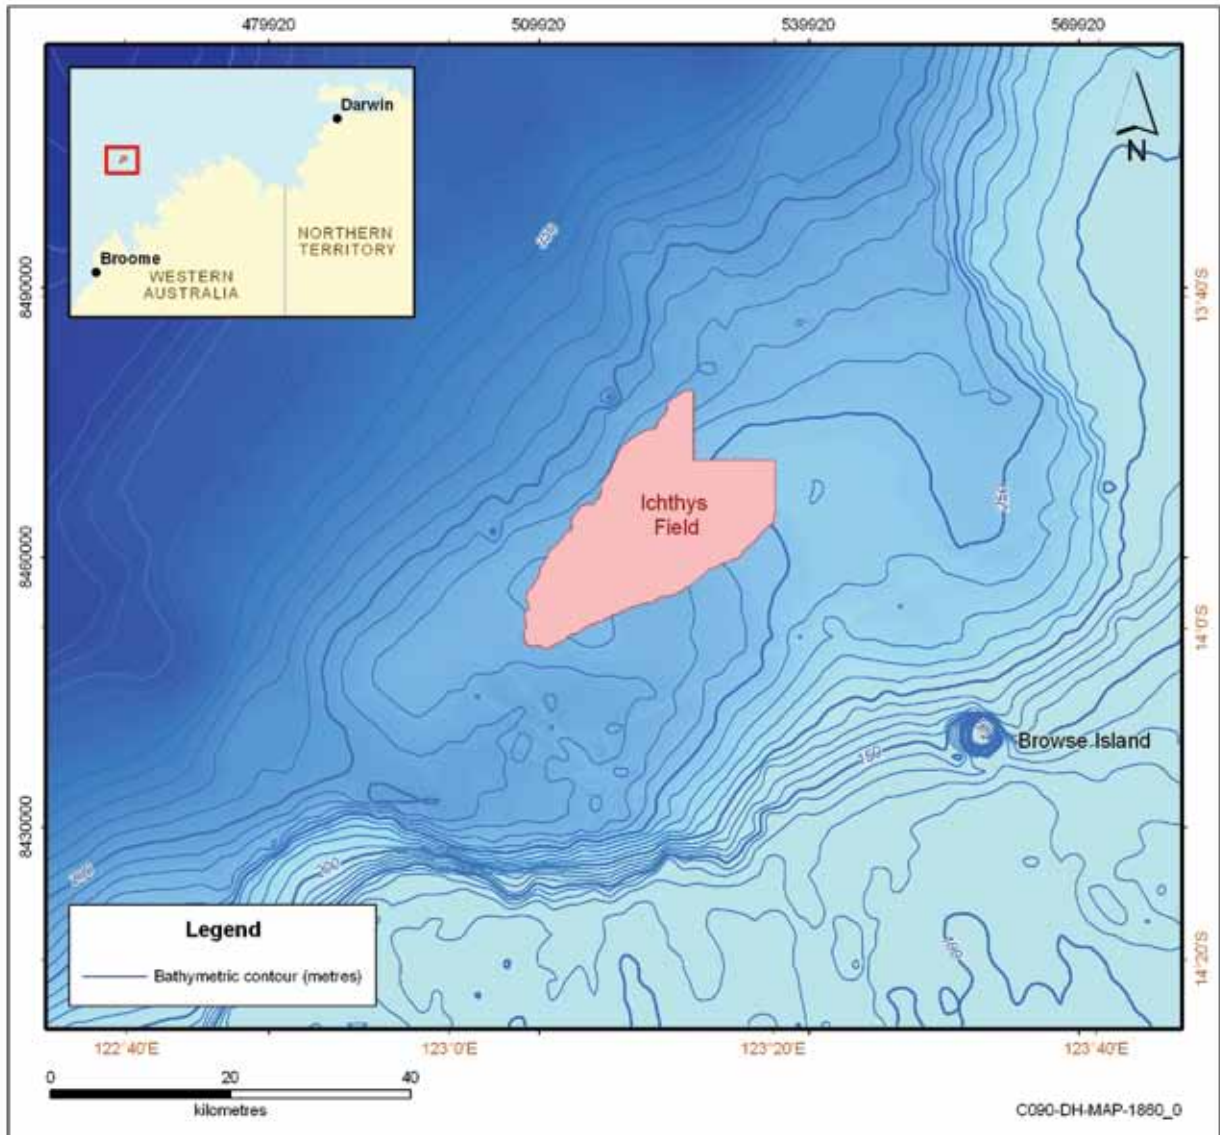 479920
509920
539920
569920
Darwin
Broome
WESTERN
AUSTRALIA
NORTHERN
TERRITORY
N
350
8490000
13°40'S
Ichthys
Field
250
8460000
14°0'S
Browse Island
150
8430000
Legend
Bathymetric contour (metres)
14°20'S
122°40'E
123°0'E
123°20'E
123°40'E
0
20
40
kilometres
C090-DH-MAP-1860_0